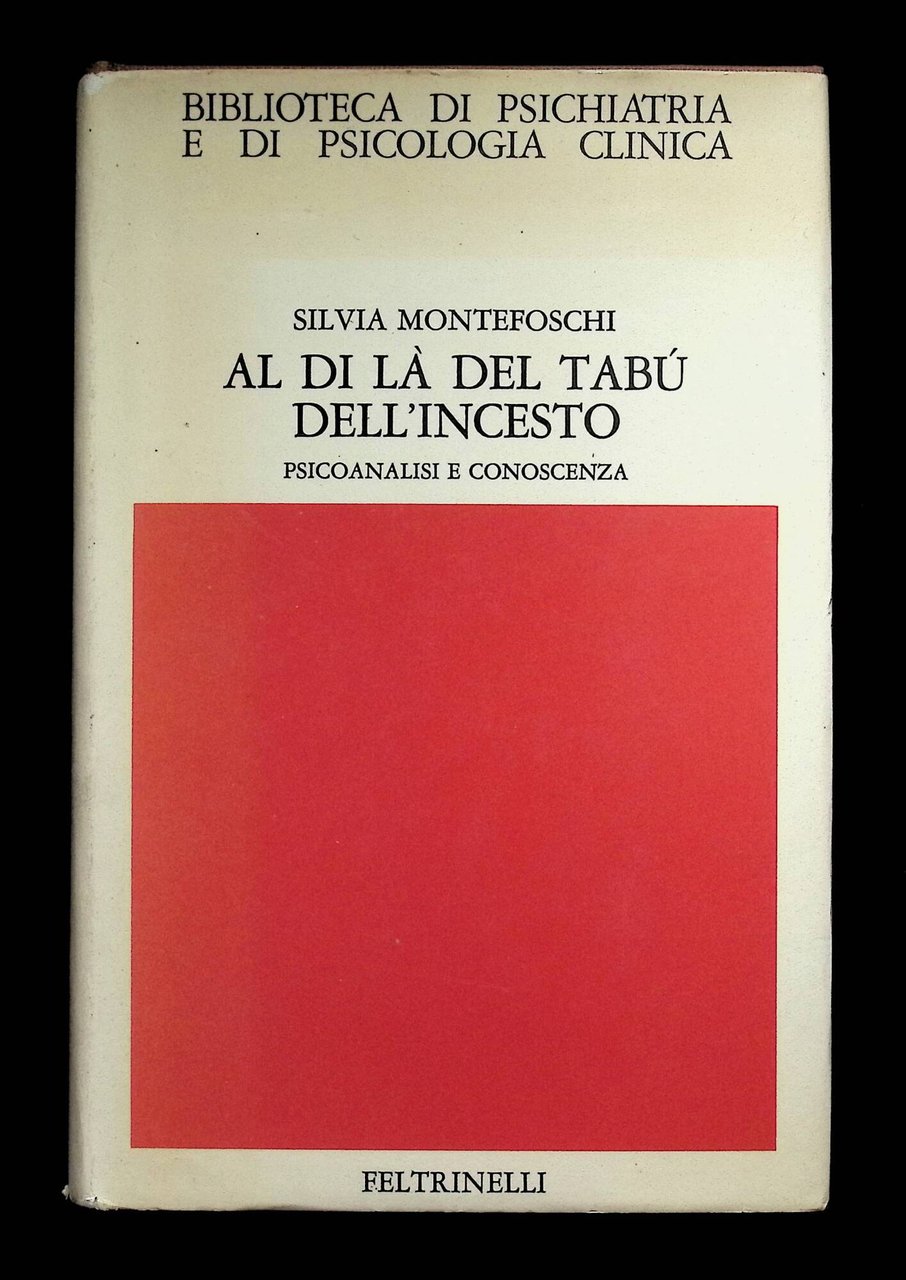 BIBLIOTECA DI PSICHIATRIA
E DI PSICOLOGIA CLINICA
SILVIA MONTEFOSCHI
AL DI LÀ DEL TABÚ
DELL'INCESTO
PSICOANALISI E CONOSCENZA
FELTRINELLI